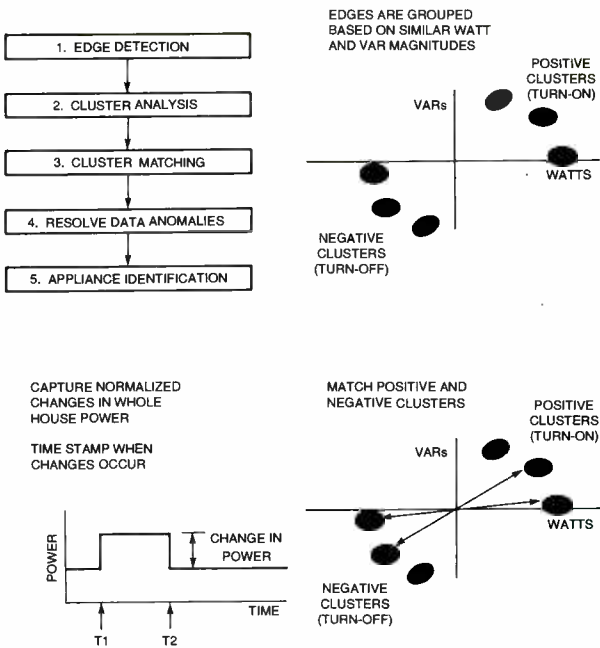 1. EDGE DETECTION
2. CLUSTER ANALYSIS
3. CLUSTER MATCHING
4. RESOLVE DATA ANOMALIES
5. APPLIANCE IDENTIFICATION
EDGES ARE GROUPED
BASED ON SIMILAR WATT
AND VAR MAGNITUDES
POSITIVE
CLUSTERS
(TURN-ON)
VARs
WATTS
NEGATIVE
CLUSTERS
(TURN-OFF)
CAPTURE NORMALIZED
CHANGES IN WHOLE
HOUSE POWER
TIME STAMP WHEN
CHANGES OCCUR
POWER
CHANGE IN
POWER
TIME
T1
T2
MATCH POSITIVE AND
NEGATIVE CLUSTERS
POSITIVE
CLUSTERS
(TURN-ON)
VARs
WATTS
NEGATIVE
CLUSTERS
(TURN-OFF)